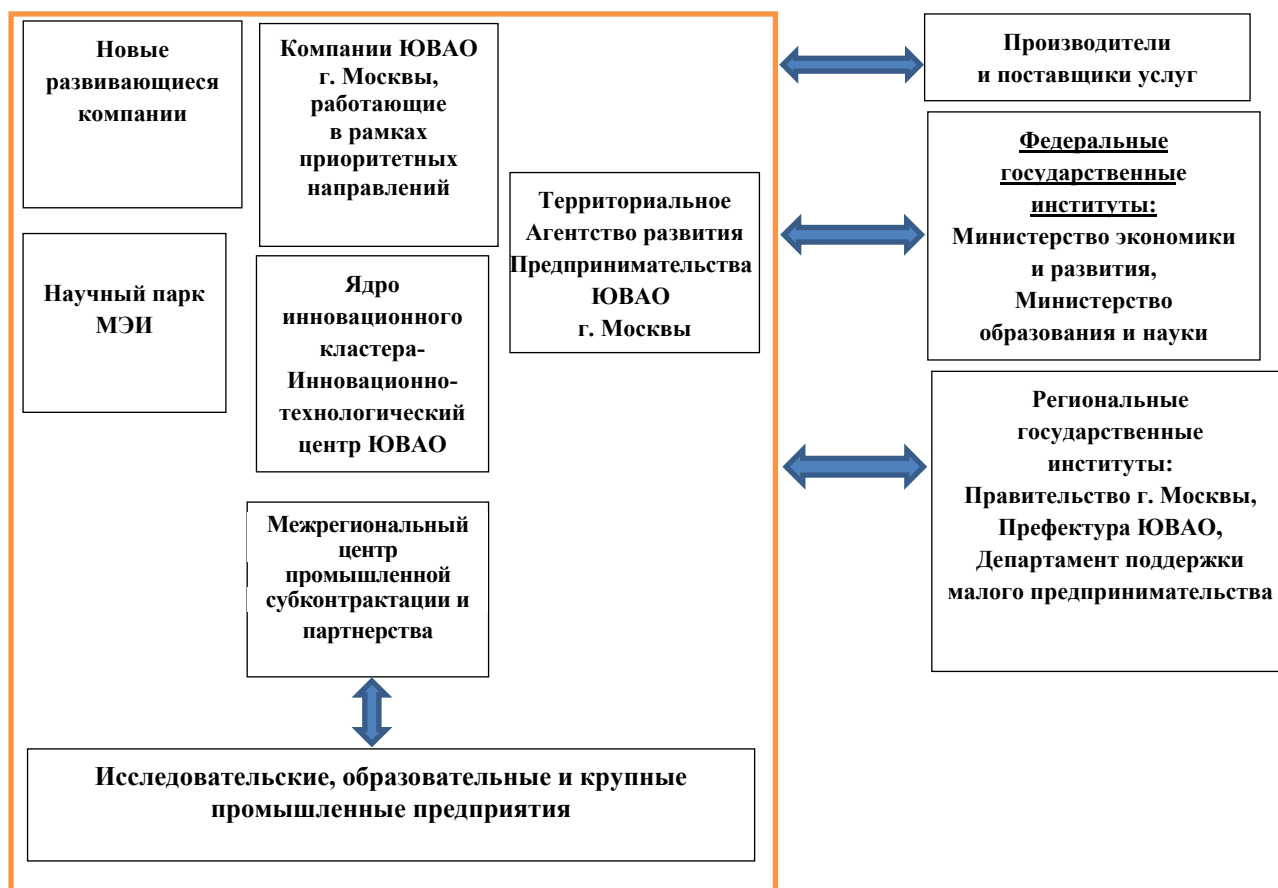 Новые
развивающиеся
компании
Компании ЮВАО
г. Москвы,
работающие
в рамках
приоритетных
направлений
Территориальное
Агентство развития
Предпринимательства
ЮВАО
г. Москвы
Научный парк
МЭИ
Ядро
инновационного
кластера-
Инновационно-
технологический
центр ЮВАО
Межрегиональный
центр
промышленной
субконтрактации и
партнерства
Исследовательские, образовательные и крупные
промышленные предприятия
Производители
и поставщики услуг
Федеральные
государственные
институты:
Министерство экономики
и развития,
Министерство
образования и науки
Региональные
государственные
институты:
Правительство г. Москвы,
Префектура ЮВАО,
Департамент поддержки
малого предпринимательства